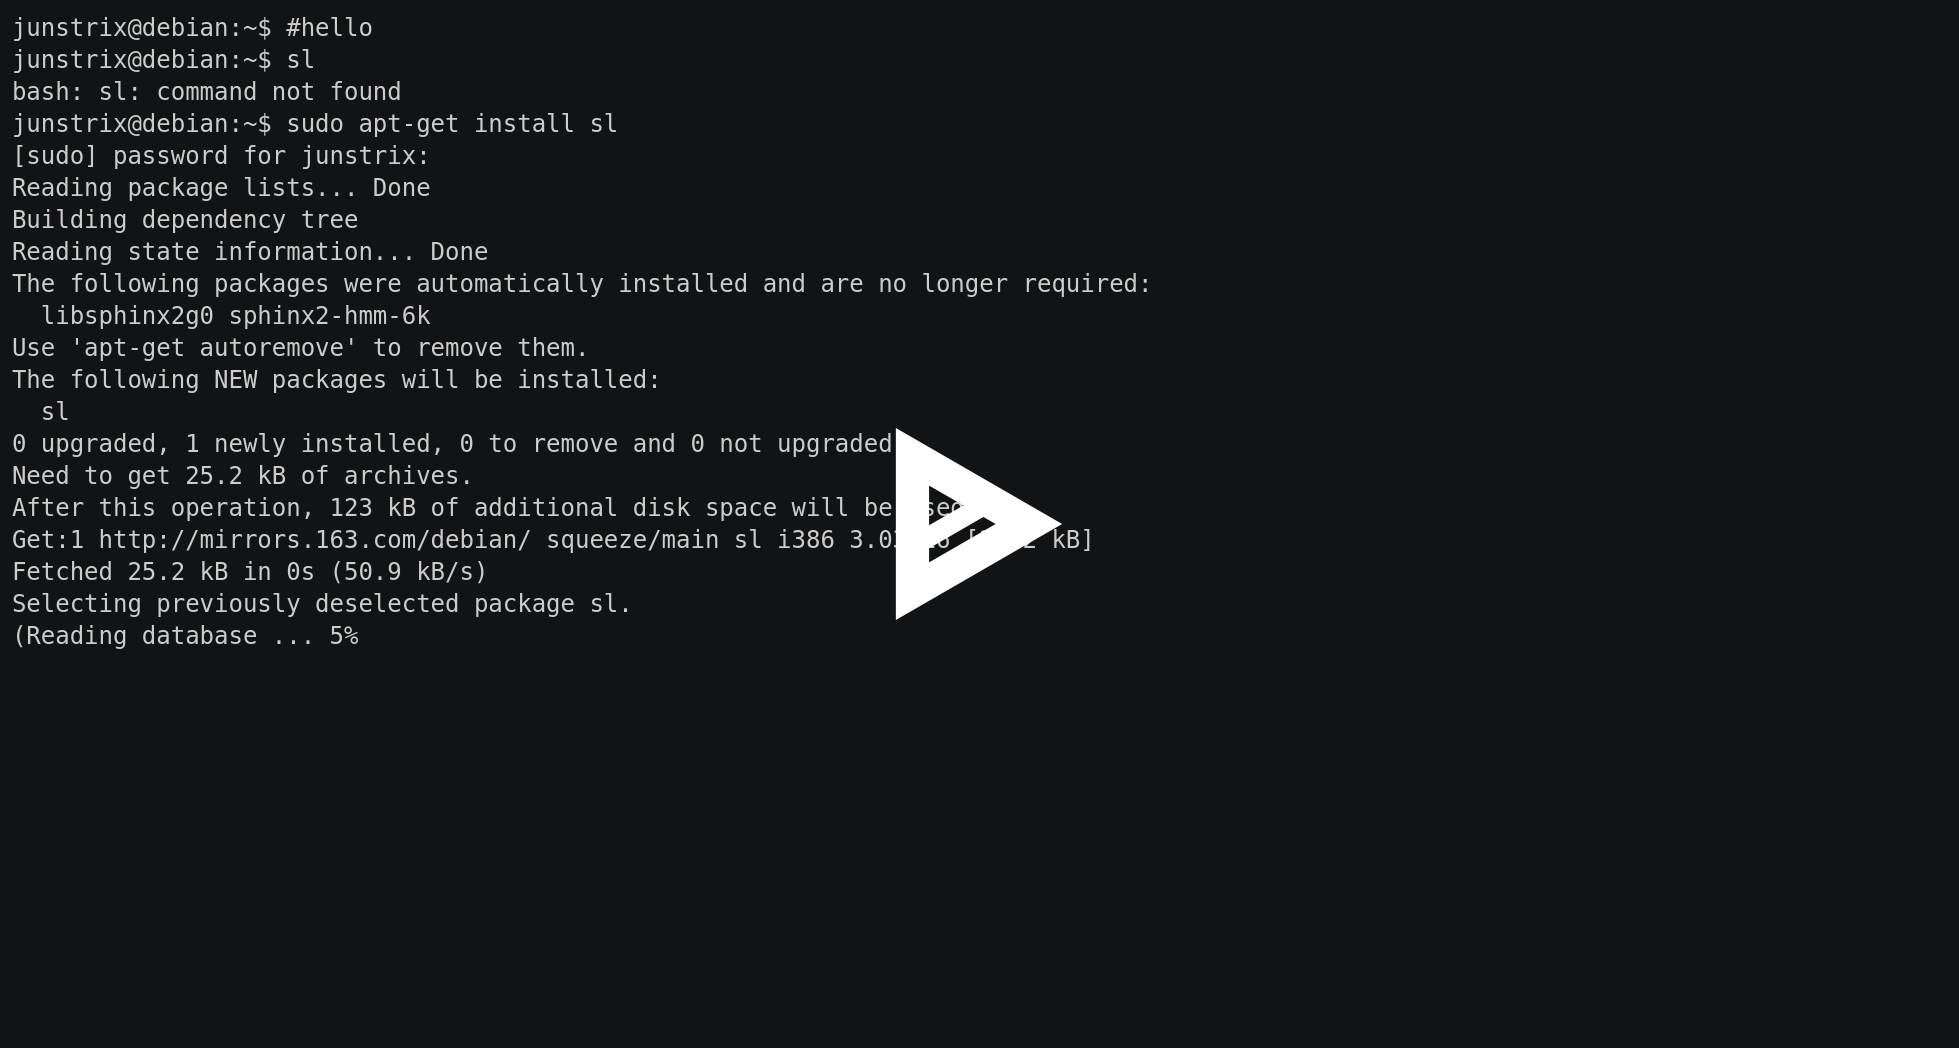 junstrix@debian:~$ #hello
junstrix@debian:~$ sl
bash: sl: command not found
junstrix@debian:~$ sudo apt-get install sl
[sudo] password for junstrix:
Reading package lists... Done
Building dependency tree
Reading state information... Done
The following packages were automatically installed and are no longer required:
  libsphinx2g0 sphinx2-hmm-6k
Use 'apt-get autoremove' to remove them.
The following NEW packages will be installed:
  sl
0 upgraded, 1 newly installed, 0 to remove and 0 not upgraded
Need to get 25.2 kB of archives.
After this operation, 123 kB of additional disk space will be
Get:1 http://mirrors.163.com/debian/ squeeze/main sl i386 kB]
Fetched 25.2 kB in 0s (50.9 kB/s)
Selecting previously deselected package sl.
(Reading database ... 5%